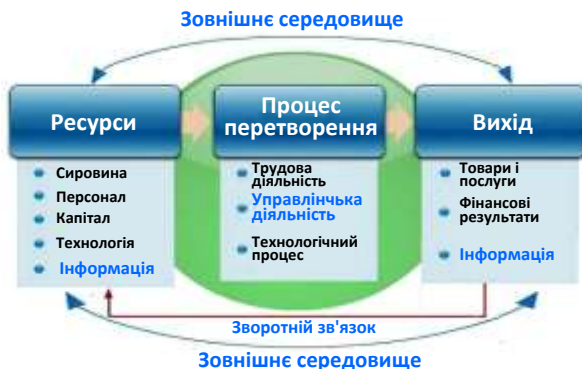 Зовнішнє середовище
Ресурси
Сировина
Персонал
Капітал
Технологія
Інформація
Процес
перетворення
Трудова
діяльність
Управлінська
діяльність
Технологічний
процес
Вихід
Товари і
послуги
Фінансові
результати
Інформація
Зворотній зв'язок
Зовнішнє середовище